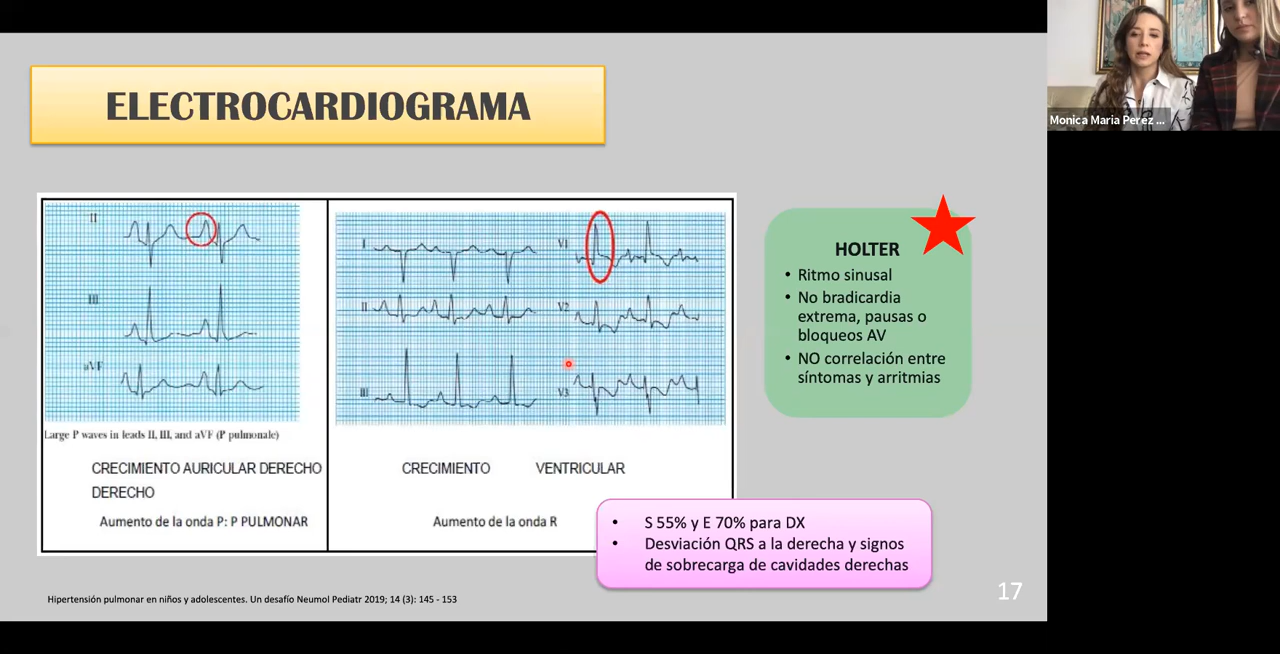 ELECTROCARDIOGRAMA
Monica Maria Perez ...
II
III
aVF
Large P waves in leads II, III, and aVF (P pulmonale)
CRECIMIENTO AURICULAR DERECHO
DERECHO
Aumento de la onda P: P PULMONAR
I
II
III
V1
V2
V3
CRECIMIENTO VENTRICULAR
Aumento de la onda R
HOLTER
• Ritmo sinusal
• No bradicardia
extrema, pausas o
bloqueos AV
• NO correlación entre
síntomas y arritmias
• S 55% y E 70% para DX
• Desviación QRS a la derecha y signos
de sobrecarga de cavidades derechas
Hipertensión pulmonar en niños y adolescentes. Un desafío Neumol Pediatr 2019; 14 (3): 145 - 153
17